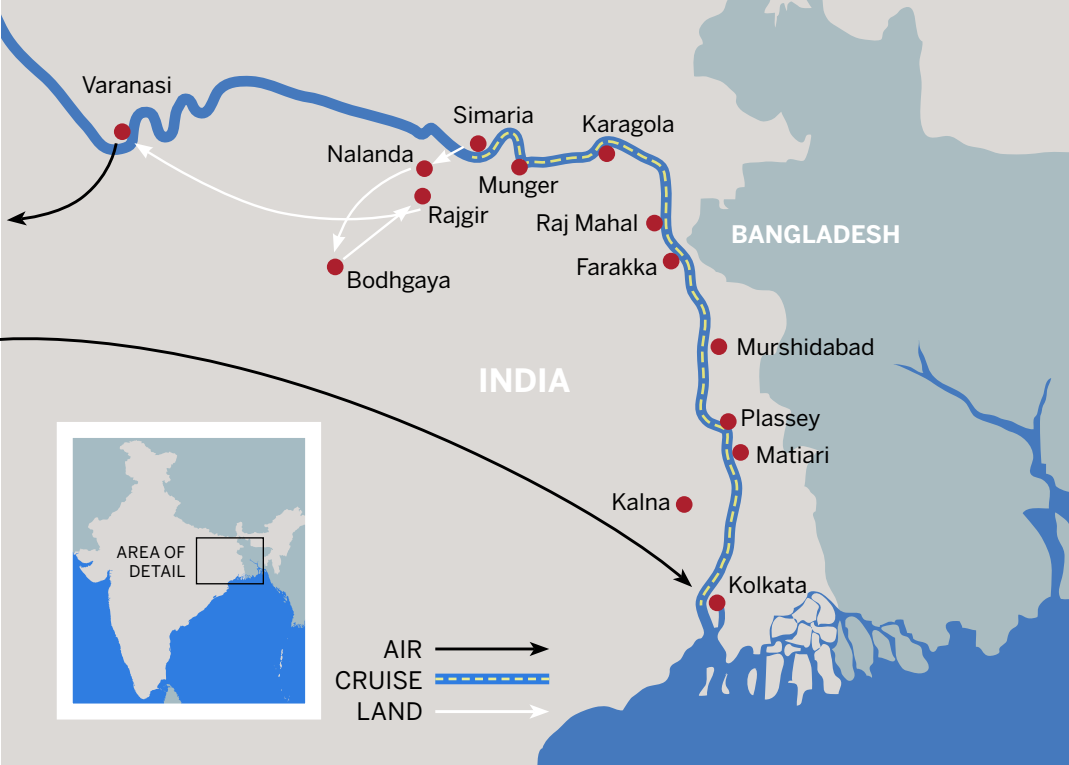 Varanasi
Simaria
Karagola
Nalanda
Munger
Rajgir
Raj Mahal
BANGLADESH
Farakka
Bodhgaya
Murshidabad
INDIA
Plassey
Matiari
Kalna
AREA OF
DETAIL
Kolkata
AIR
CRUISE
LAND